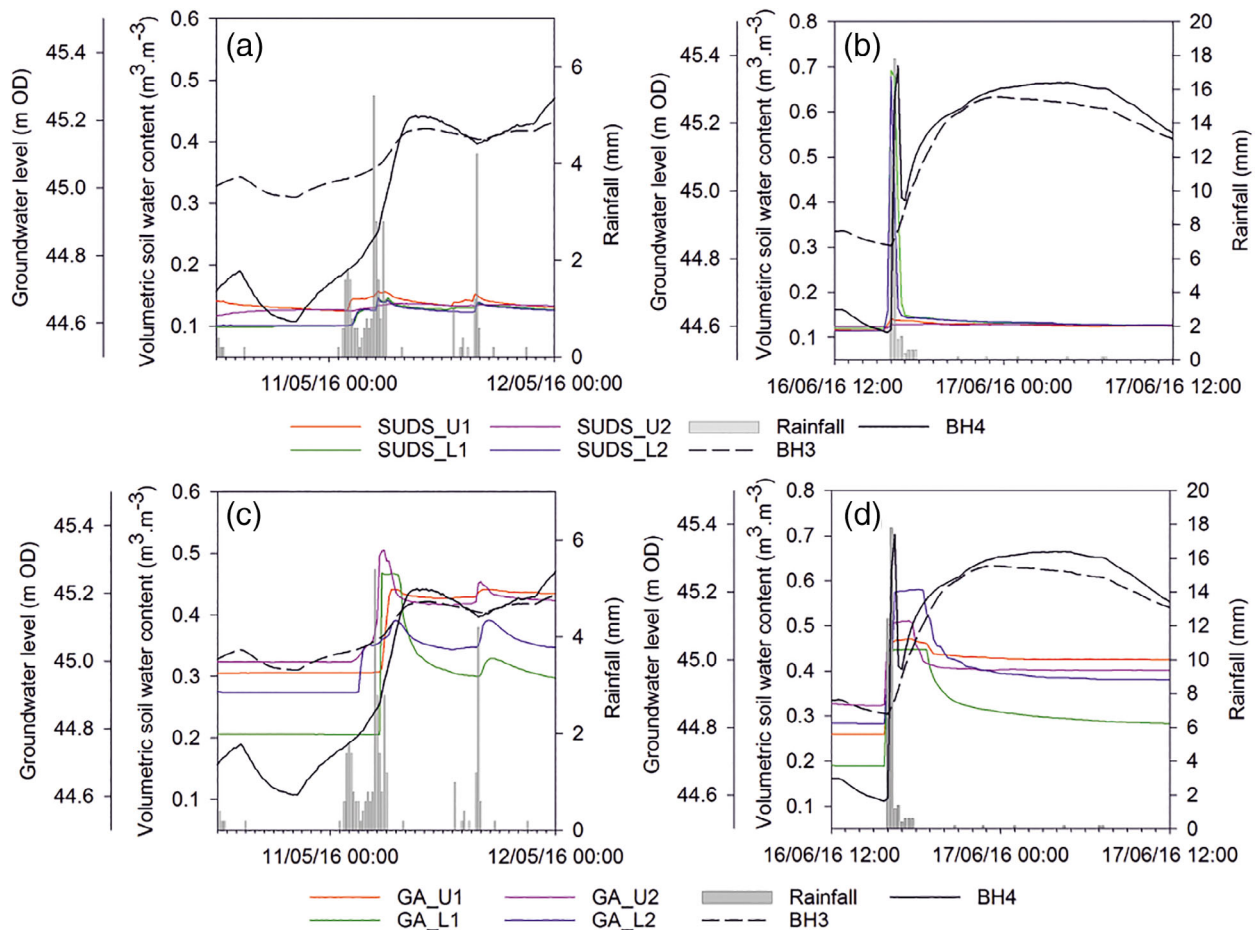 (a)
Groundwater level (m OD)
45.4
45.2
45.0
44.8
44.6
Volumetric soil water content (m3.m-3)
0.6
0.5
0.4
0.3
0.2
0.1
Rainfall (mm)
6
4
2
0
11/05/16 00:00
12/05/16 00:00
(b)
Groundwater level (m OD)
45.4
45.2
45.0
44.8
44.6
Volumetirc soil water content (m3.m-3)
0.8
0.7
0.6
0.5
0.4
0.3
0.2
0.1
Rainfall (mm)
20
18
16
14
12
10
8
6
4
2
0
16/06/16 12:00
17/06/16 00:00
17/06/16 12:00
SUDS_U1
SUDS_U2
Rainfall
BH4
SUDS_L1
SUDS_L2
BH3
(c)
Groundwater level (m OD)
45.4
45.2
45.0
44.8
44.6
Volumetric soil water content (m3.m-3)
0.6
0.5
0.4
0.3
0.2
0.1
Rainfall (mm)
6
4
2
0
11/05/16 00:00
12/05/16 00:00
(d)
Groundwater level (m OD)
45.4
45.2
45.0
44.8
44.6
Volumetric soil water content (m3.m-3)
0.8
0.7
0.6
0.5
0.4
0.3
0.2
0.1
Rainfall (mm)
20
18
16
14
12
10
8
6
4
2
0
16/06/16 12:00
17/06/16 00:00
17/06/16 12:00
GA_U1
GA_U2
Rainfall
BH4
GA_L1
GA_L2
BH3